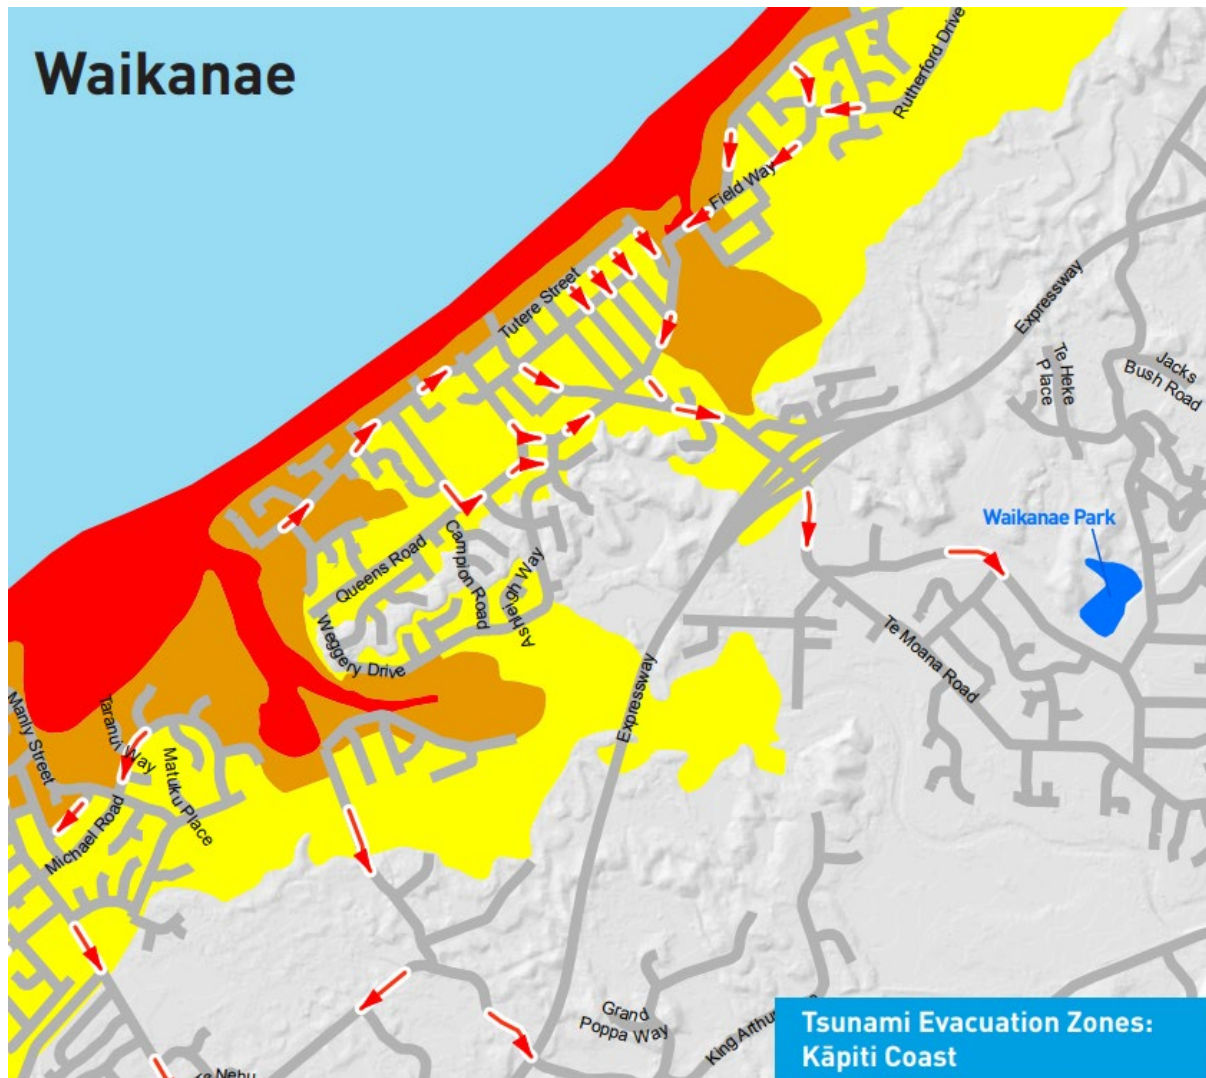 Waikanae
Rutherford Drive
Field Way
Tutere Street
Expressway
Te Heke
Place
Jacks
Bush Road
Waikanae Park
Queens Road
Campion Road
Ashleigh Way
Weggery Drive
Te Moana Road
Expressway
Manly Street
Taranui Way
Matuku Place
Michael Road
Grand
Poppa Way
King Arthur
Tsunami Evacuation Zones:
Kāpiti Coast